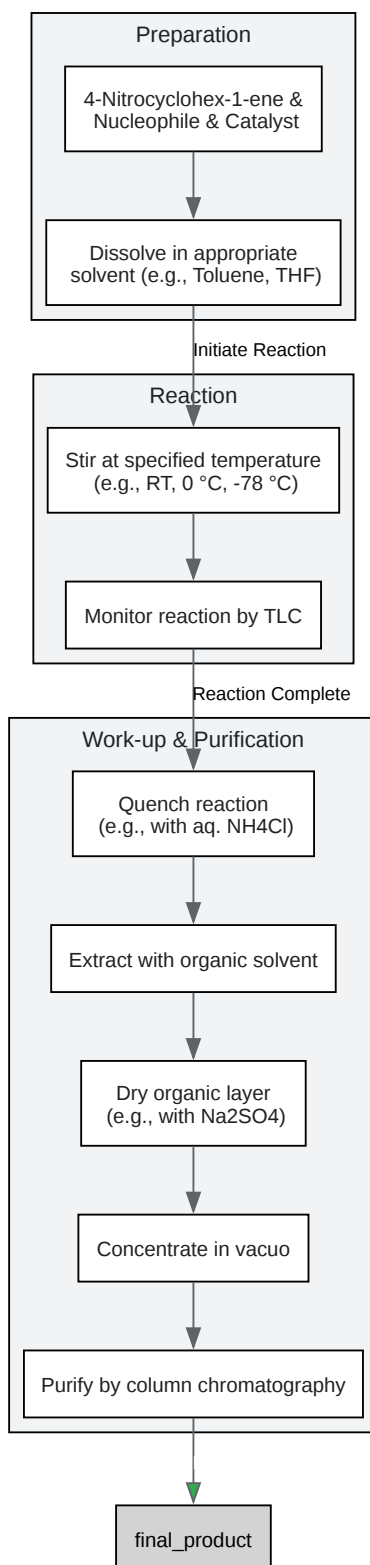 Preparation
4-Nitrocyclohex-1-ene &
Nucleophile & Catalyst
Dissolve in appropriate
solvent (e.g., Toluene, THF)
Initiate Reaction
Reaction
Stir at specified temperature
(e.g., RT, 0 °C, -78 °C)
Monitor reaction by TLC
Reaction Complete
Work-up & Purification
Quench reaction
(e.g., with aq. NH4Cl)
Extract with organic solvent
Dry organic layer
(e.g., with Na2SO4)
Concentrate in vacuo
Purify by column chromatography
final_product